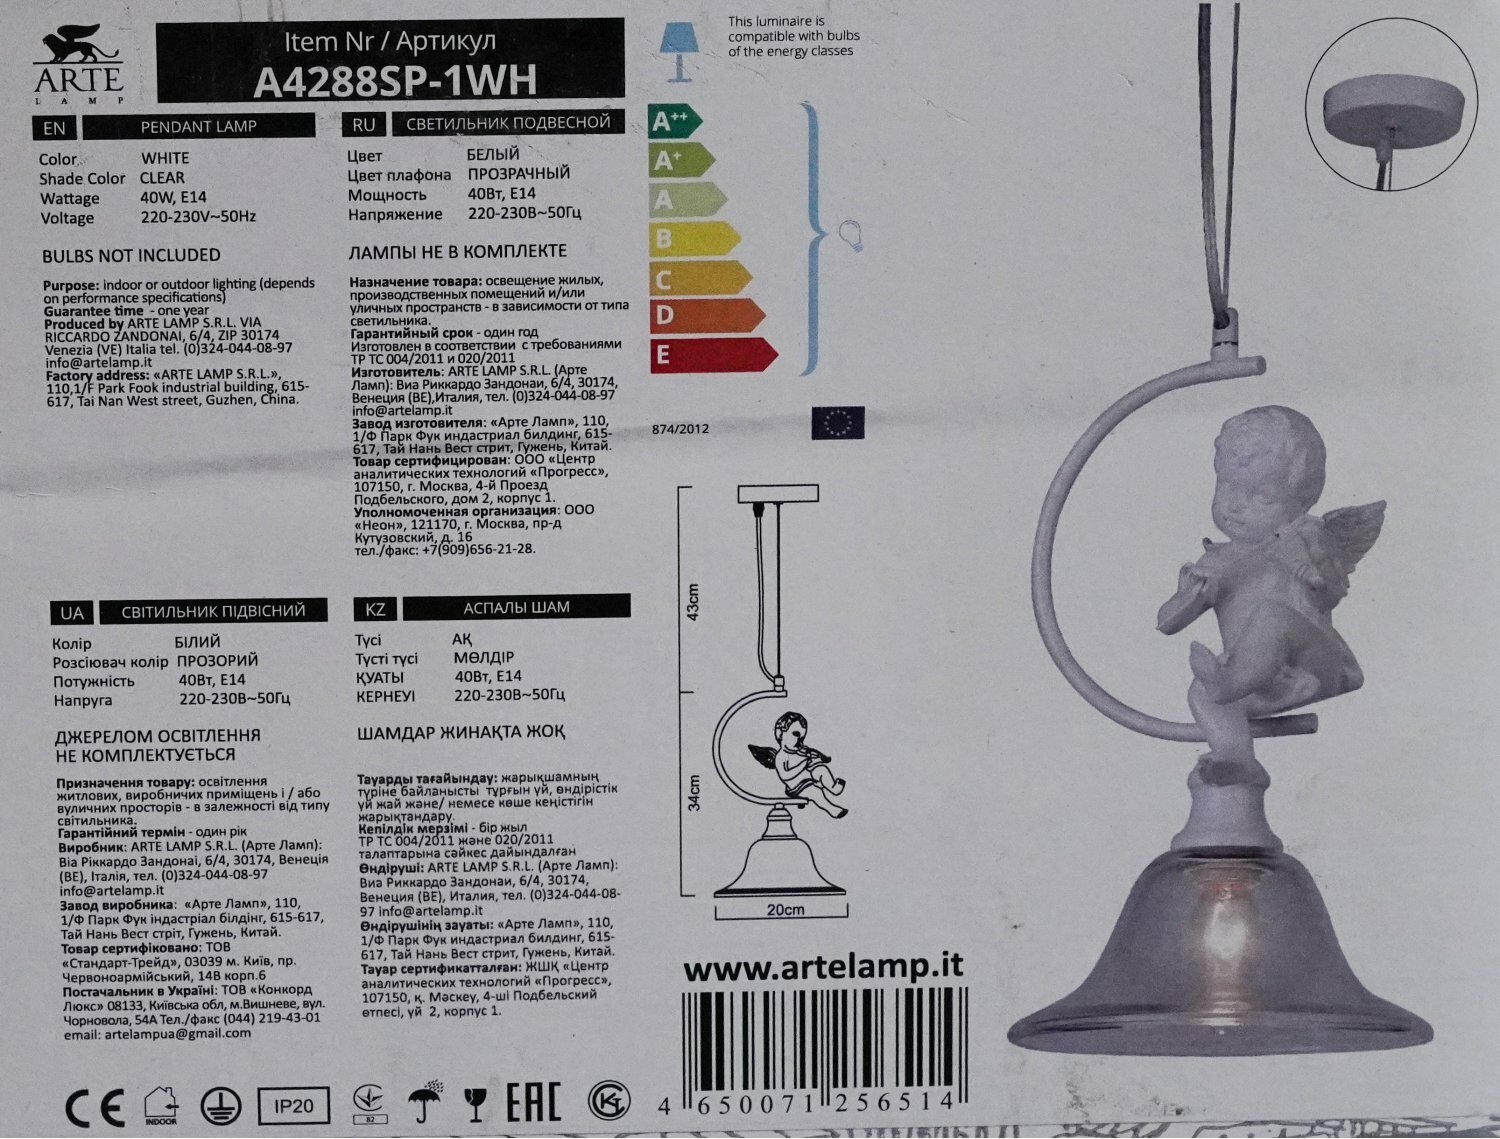 ARTE
LAMP
Item Nr / Артикул
A4288SP-1WH
EN PENDANT LAMP
Color WHITE
Shade Color CLEAR
Wattage 40W, E14
Voltage 220-230V~50Hz
BULBS NOT INCLUDED
Purpose: indoor or outdoor lighting (depends
on performance specifications)
Guarantee time - one year
Produced by ARTE LAMP S.R.L. VIA
RICCARDO ZANDONAI, 6/4, ZIP 30174
Venezia (VE) Italia tel. (0)324-044-08-97
info@artelamp.it
Factory address: «ARTE LAMP S.R.L.»,
110,1/F Park Fook industrial building, 615-
617, Tai Nan West street, Guzhen, China.
RU СВЕТИЛЬНИК ПОДВЕСНОЙ
Цвет БЕЛЫЙ
Цвет плафона ПРОЗРАЧНЫЙ
Мощность 40Вт, E14
Напряжение 220-230В~50Гц
ЛАМПЫ НЕ В КОМПЛЕКТЕ
Назначение товара: освещение жилых,
производственных помещений и/или
уличных пространств - в зависимости от типа
светильника.
Гарантийный срок - один год
Изготовлен в соответствии с требованиями
ТР ТС 004/2011 и 020/2011
Изготовитель: ARTE LAMP S.R.L. (Арте
Ламп): Виа Риккардо Зандонаи, 6/4, 30174,
Венеция (ВЕ),Италия, тел. (0)324-044-08-97
info@artelamp.it
Завод изготовителя: «Арте Ламп», 110,
1/Ф Парк Фук индастриал билдинг, 615-
617, Тай Нань Вест стрит, Гужень, Китай.
Товар сертифицирован: ООО «Центр
аналитических технологий «Прогресс»,
107150, г. Москва, 4-й Проезд
Подбельского, дом 2, корпус 1.
Уполномоченная организация: ООО
«Неон», 121170, г. Москва, пр-д
Кутузовский, д. 16
тел./факс: +7(909)656-21-28.
This luminaire is
compatible with bulbs
of the energy classes
A++
A+
A
B
C
D
E
874/2012
UA СВІТИЛЬНИК ПІДВІСНИЙ
Колір БІЛИЙ
Розсіювач колір ПРОЗОРИЙ
Потужність 40Вт, E14
Напруга 220-230В~50Гц
ДЖЕРЕЛОМ ОСВІТЛЕННЯ
НЕ КОМПЛЕКТУЄТЬСЯ
Призначення товару: освітлення
житлових, виробничих приміщень і / або
вуличних просторів - в залежності від типу
світильника.
Гарантійний термін - один рік
Виробник: ARTE LAMP S.R.L. (Арте Ламп):
Віа Ріккардо Зандонаі, 6/4, 30174, Венеція
(ВЕ), Італія, тел. (0)324-044-08-97
info@artelamp.it
Завод виробника: «Арте Ламп», 110,
1/Ф Парк Фук індастріал білдінг, 615-617,
Тай Нань Вест стріт, Гужень, Китай.
Товар сертифіковано: ТОВ
«Стандарт-Трейд», 03039 м. Київ, пр.
Червоноармійський, 14В корп.6
Постачальник в Україні: ТОВ «Конкорд
Люкс» 08133, Київська обл, м.Вишневе, вул.
Чорновола, 54А Тел./факс (044) 219-43-01
email: artelampua@gmail.com
KZ АСПАЛЫ ШАМ
Түсі АҚ
Түсті түсі МӨЛДІР
ҚУАТЫ 40Вт, E14
КЕРНЕУІ 220-230В~50Гц
ШАМДАР ЖИНАҚТА ЖОҚ
Тауарды тағайындау: жарықшамның
түріне байланысты тұрғын үй, өндірістік
үй жай және/ немесе көше кеңістігін
жарықтандару.
Кепілдік мерзімі - бір жыл
ТР ТС 004/2011 және 020/2011
талаптарына сәйкес дайындалған
Өндіруші: ARTE LAMP S.R.L. (Арте Ламп):
Виа Риккардо Зандонаи, 6/4, 30174,
Венеция (ВЕ), Италия, тел. (0)324-044-08-
97 info@artelamp.it
Өндірушінің зауаты: «Арте Ламп», 110,
1/Ф Парк Фук индастриал билдинг, 615-
617, Тай Нань Вест стрит, Гужень, Китай.
Тауар сертификатталған: ЖШҚ «Центр
аналитических технологий «Прогресс»,
107150, қ. Мәскеу, 4-ші Подбельский
өтпесі, үй 2, корпус 1.
43cm
34cm
20cm
www.artelamp.it
4 650071 256514
CE
INDOOR
IP20
82
EAC